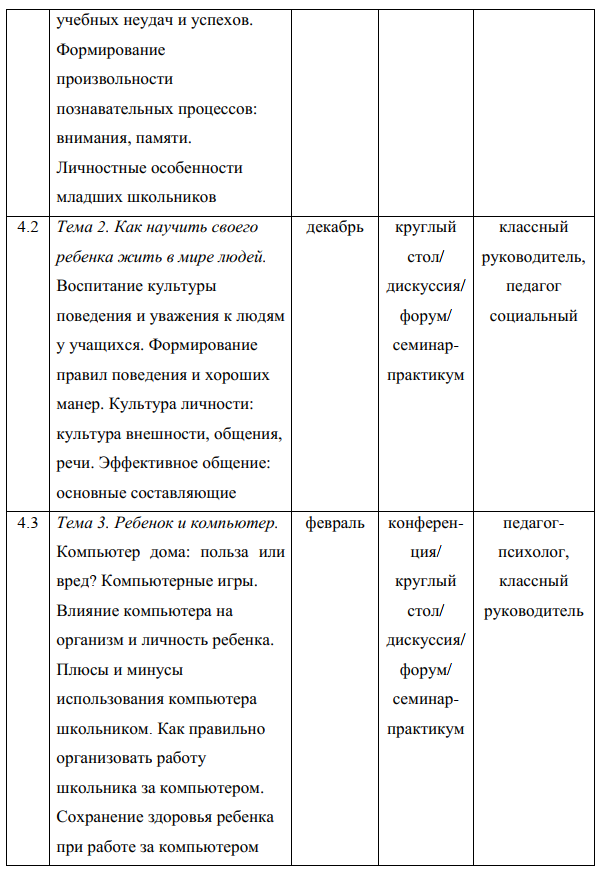 учебных неудач и успехов.
Формирование
произвольности
познавательных процессов:
внимания, памяти.
Личностные особенности
младших школьников
4.2
Тема 2. Как научить своего
ребенка жить в мире людей.
Воспитание культуры
поведения и уважения к людям
у учащихся. Формирование
правил поведения и хороших
манер. Культура личности:
культура внешности, общения,
речи. Эффективное общение:
основные составляющие
декабрь
круглый
стол/
дискуссия/
форум/
семинар-
практикум
классный
руководитель,
педагог
социальный
4.3
Тема 3. Ребенок и компьютер.
Компьютер дома: польза или
вред? Компьютерные игры.
Влияние компьютера на
организм и личность ребенка.
Плюсы и минусы
использования компьютера
школьником. Как правильно
организовать работу
школьника за компьютером.
Сохранение здоровья ребенка
при работе за компьютером
февраль
конферен-
ция/
круглый
стол/
дискуссия/
форум/
семинар-
практикум
педагог-
психолог,
классный
руководитель